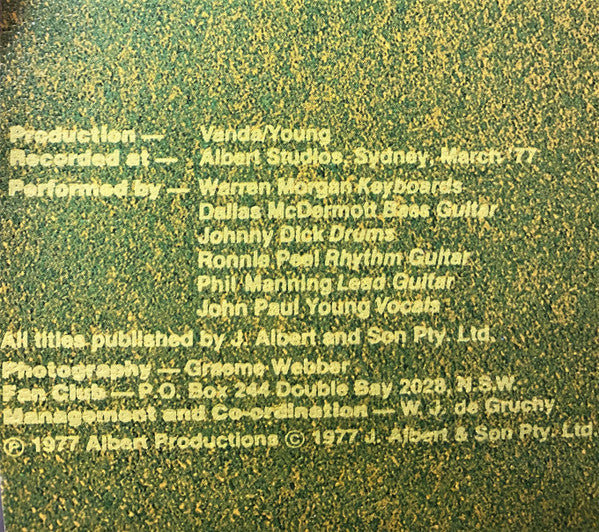 Production — Vanda/Young
Recorded at — Albert Studios, Sydney, March '77
Performed by — Warren Morgan Keyboards
Dallas McDermott Bass Guitar
Johnny Dick Drums
Ronnie Peel Rhythm Guitar
Phil Manning Lead Guitar
John Paul Young Vocals
All titles published by J. Albert and Son Pty. Ltd.
Photography — Graeme Webber
Fan Club — P.O. Box 244 Double Bay 2028, N.S.W.
Management and Co-ordination — W. J. de Gruchy
℗ 1977 Albert Productions © 1977 J. Albert & Son Pty. Ltd.